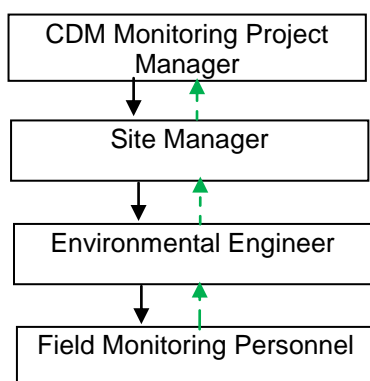 CDM Monitoring Project
Manager
Site Manager
Environmental Engineer
Field Monitoring Personnel